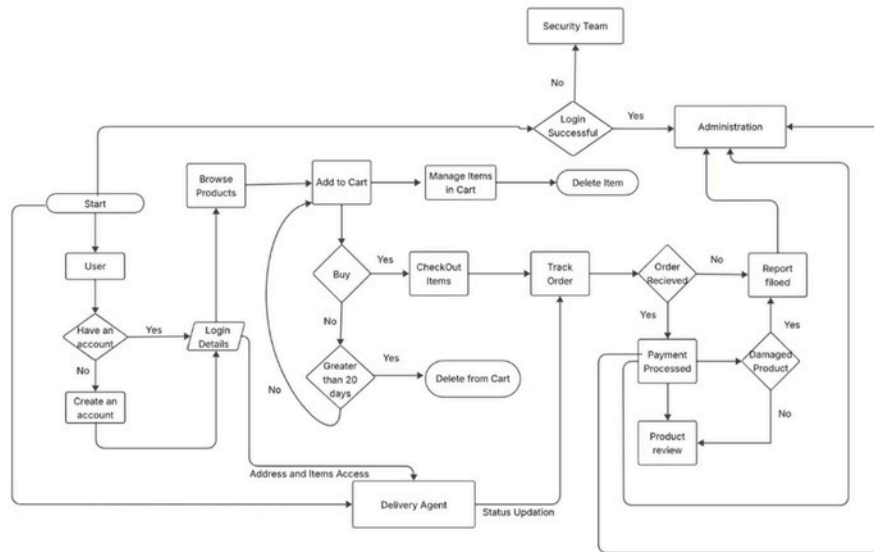 Security Team
No
Login
Successful
Yes
Administration
Browse
Products
Add to Cart
Manage Items
in Cart
Delete Item
Start
User
Buy
Yes
CheckOut
Items
Track
Order
Order
Recieved
No
Report
filoed
Have an
account
Yes
Login
Details
No
Yes
Yes
No
Create an
account
Greater
than 20
days
No
Yes
Delete from Cart
Payment
Processed
Damaged
Product
No
Product
review
Address and Items Access
Delivery Agent
Status Updation